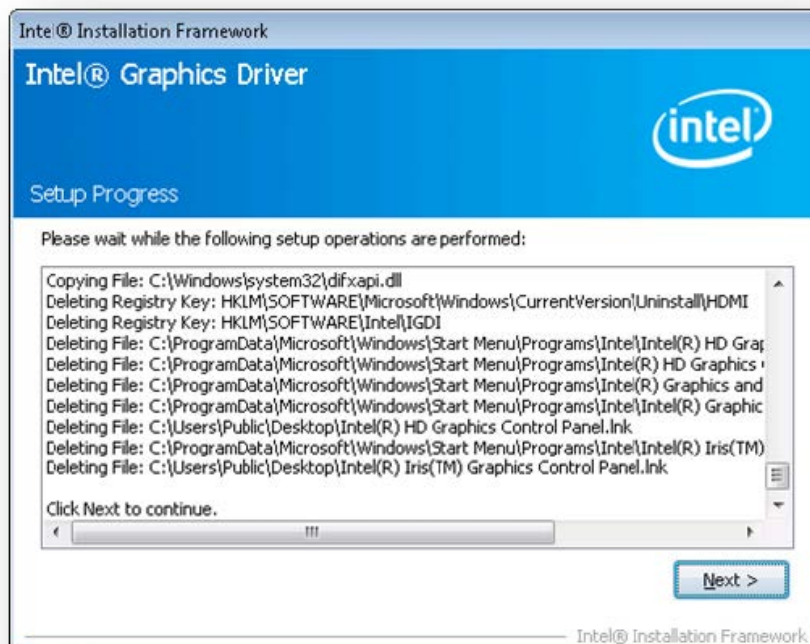 Intel® Installation Framework
Intel® Graphics Driver
intel
Setup Progress
Please wait while the following setup operations are performed:
Copying File: C:\Windows\system32\difxapi.dll
Deleting Registry Key: HKLM\SOFTWARE\Microsoft\Windows\CurrentVersion\Uninstall\HDMI
Deleting Registry Key: HKLM\SOFTWARE\Intel\IGDI
Deleting File: C:\ProgramData\Microsoft\Windows\Start Menu\Programs\Intel\Intel(R) HD Grap
Deleting File: C:\ProgramData\Microsoft\Windows\Start Menu\Programs\Intel(R) HD Graphics
Deleting File: C:\ProgramData\Microsoft\Windows\Start Menu\Programs\Intel(R) Graphics and
Deleting File: C:\ProgramData\Microsoft\Windows\Start Menu\Programs\Intel\Intel(R) Graphic
Deleting File: C:\Users\Public\Desktop\Intel(R) HD Graphics Control Panel.lnk
Deleting File: C:\ProgramData\Microsoft\Windows\Start Menu\Programs\Intel\Intel(R) Iris(TM)
Deleting File: C:\Users\Public\Desktop\Intel(R) Iris(TM) Graphics Control Panel.lnk
Click Next to continue.
Next >
Intel® Installation Framework